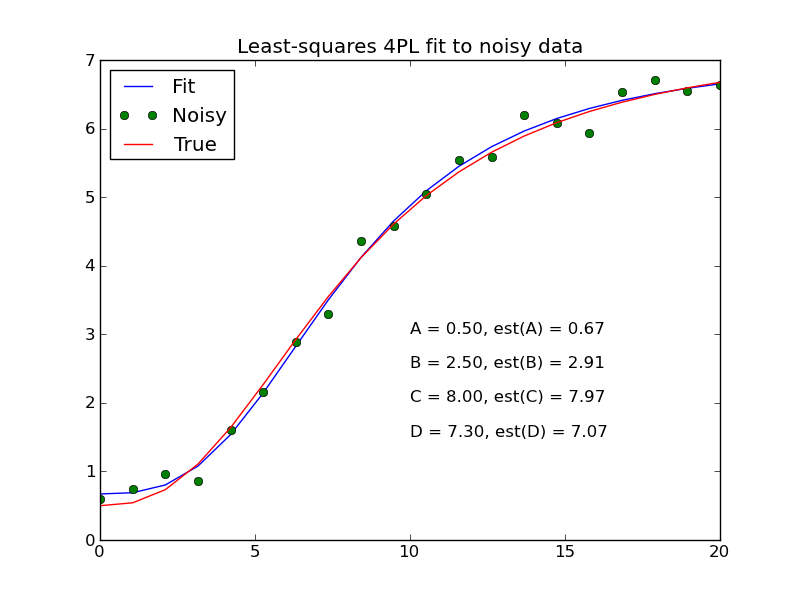 Least-squares 4PL fit to noisy data
7
6
5
4
3
2
1
0
Fit
Noisy
True
A = 0.50, est(A) = 0.67
B = 2.50, est(B) = 2.91
C = 8.00, est(C) = 7.97
D = 7.30, est(D) = 7.07
0 5 10 15 20